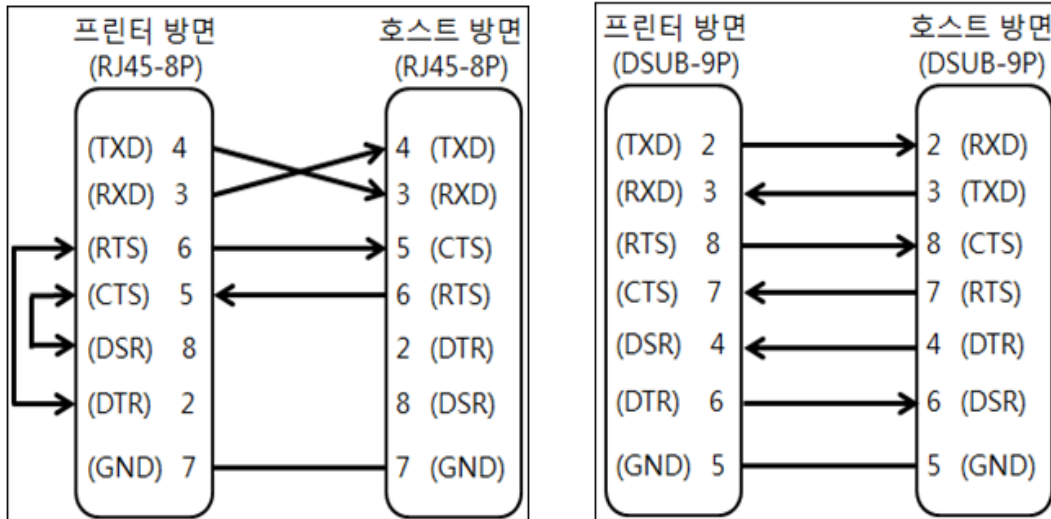 프린터 방면
(RJ45-8P)
호스트 방면
(RJ45-8P)
(TXD) 4
4 (TXD)
(RXD) 3
3 (RXD)
(RTS) 6
5 (CTS)
(CTS) 5
6 (RTS)
(DSR) 8
2 (DTR)
(DTR) 2
8 (DSR)
(GND) 7
7 (GND)
프린터 방면
(DSUB-9P)
호스트 방면
(DSUB-9P)
(TXD) 2
2 (RXD)
(RXD) 3
3 (TXD)
(RTS) 8
8 (CTS)
(CTS) 7
7 (RTS)
(DSR) 4
4 (DTR)
(DTR) 6
6 (DSR)
(GND) 5
5 (GND)